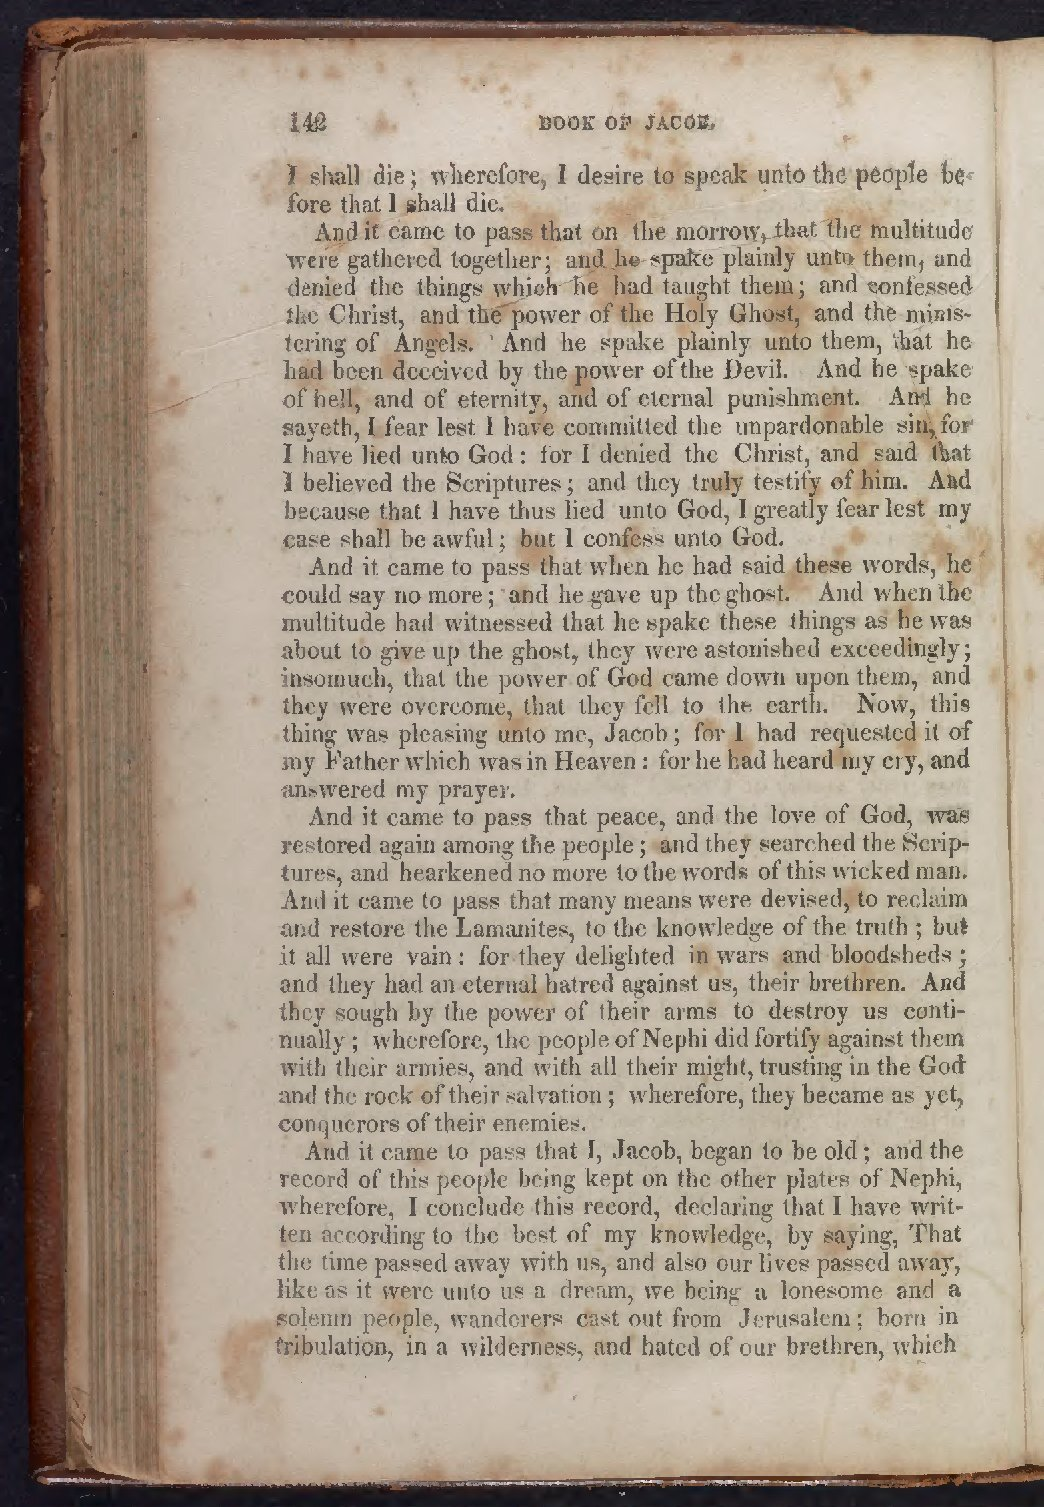 142 BOOK OF JACOB.
I shall die; wherefore, I desire to speak unto the people be-
fore that I shall die.
And it came to pass that on the morrow, that the multitude
were gathered together; and he spake plainly unto them, and
denied the things which he had taught them; and confessed
the Christ, and the power of the Holy Ghost, and the minis-
tering of Angels. And he spake plainly unto them, that he
had been deceived by the power of the Devil. And he spake
of hell, and of eternity, and of eternal punishment. And he
sayeth, I fear lest I have committed the unpardonable sin, for
I have lied unto God: for I denied the Christ, and said that
I believed the Scriptures; and they truly testify of him. And
because that I have thus lied unto God, I greatly fear lest my
case shall be awful; but I confess unto God.
And it came to pass that when he had said these words, he
could say no more; and he gave up the ghost. And when the
multitude had witnessed that he spake these things as he was
about to give up the ghost, they were astonished exceedingly;
insomuch, that the power of God came down upon them, and
they were overcome, that they fell to the earth. Now, this
thing was pleasing unto me, Jacob; for I had requested it of
my Father which was in Heaven: for he had heard my cry, and
answered my prayer.
And it came to pass that peace, and the love of God, was
restored again among the people; and they searched the Scrip-
tures, and hearkened no more to the words of this wicked man.
And it came to pass that many means were devised, to reclaim
and restore the Lamanites, to the knowledge of the truth; but
it all were vain: for they delighted in wars and bloodsheds;
and they had an eternal hatred against us, their brethren. And
they sough by the power of their arms to destroy us conti-
nually; wherefore, the people of Nephi did fortify against them
with their armies, and with all their might, trusting in the God
and the rock of their salvation; wherefore, they became as yet,
conquerors of their enemies.
And it came to pass that I, Jacob, began to be old; and the
record of this people being kept on the other plates of Nephi,
wherefore, I conclude this record, declaring that I have writ-
ten according to the best of my knowledge, by saying, That
the time passed away with us, and also our lives passed away,
like as it were unto us a dream, we being a lonesome and a
solemn people, wanderers cast out from Jerusalem; born in
tribulation, in a wilderness, and hated of our brethren, which